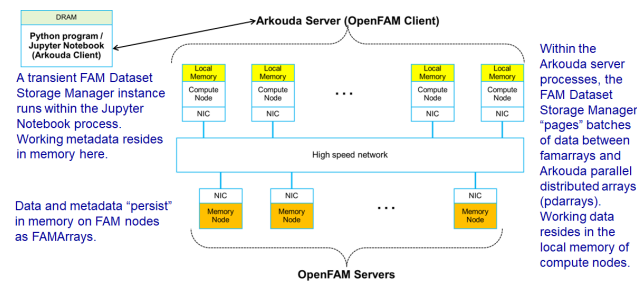 DRAM
Python program /
Jupyter Notebook
(Arkouda Client)
Arkouda Server (OpenFAM Client)
A transient FAM Dataset
Storage Manager instance
runs within the Jupyter
Notebook process.
Working metadata resides
in memory here.
Local
Memory
Compute
Node
NIC
Local
Memory
Compute
Node
NIC
...
Local
Memory
Compute
Node
NIC
Local
Memory
Compute
Node
NIC
High speed network
Data and metadata “persist”
in memory on FAM nodes
as FAMArrays.
NIC
Memory
Node
NIC
Memory
Node
...
NIC
Memory
Node
OpenFAM Servers
Within the
Arkouda server
processes, the
FAM Dataset
Storage Manager
“pages” batches
of data between
famarrays and
Arkouda parallel
distributed arrays
(pdarrays).
Working data
resides in the
local memory of
compute nodes.